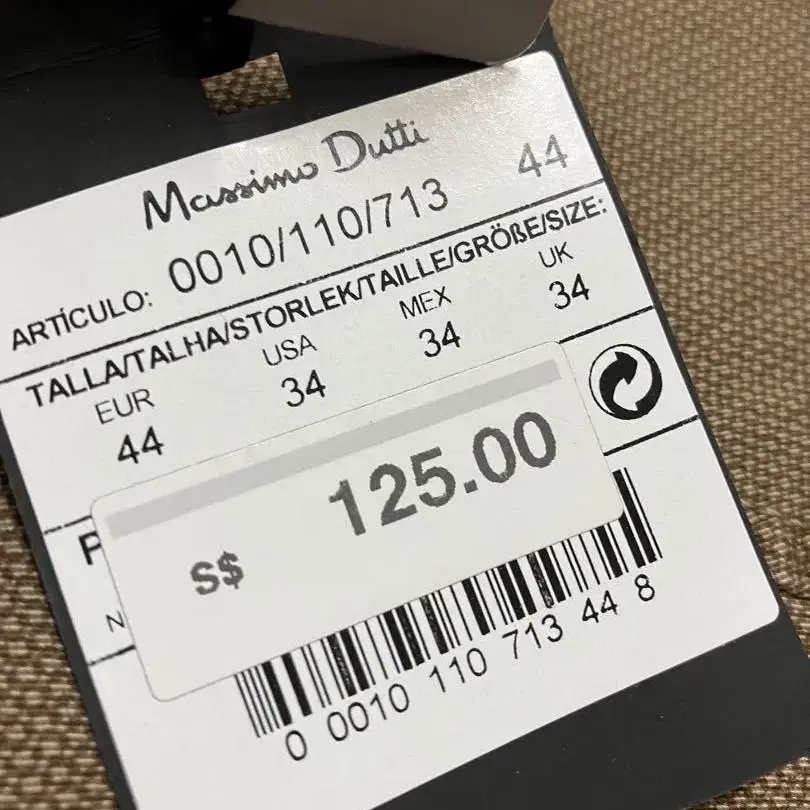 Massimo Dutti
ARTÍCULO: 0010/110/713 44
TALLA/TALHA/STORLEK/TAILLE/GRÖßE/SIZE:
EUR USA MEX UK
44 34 34 34
125.00
S$
0 0010 110 713 44 8